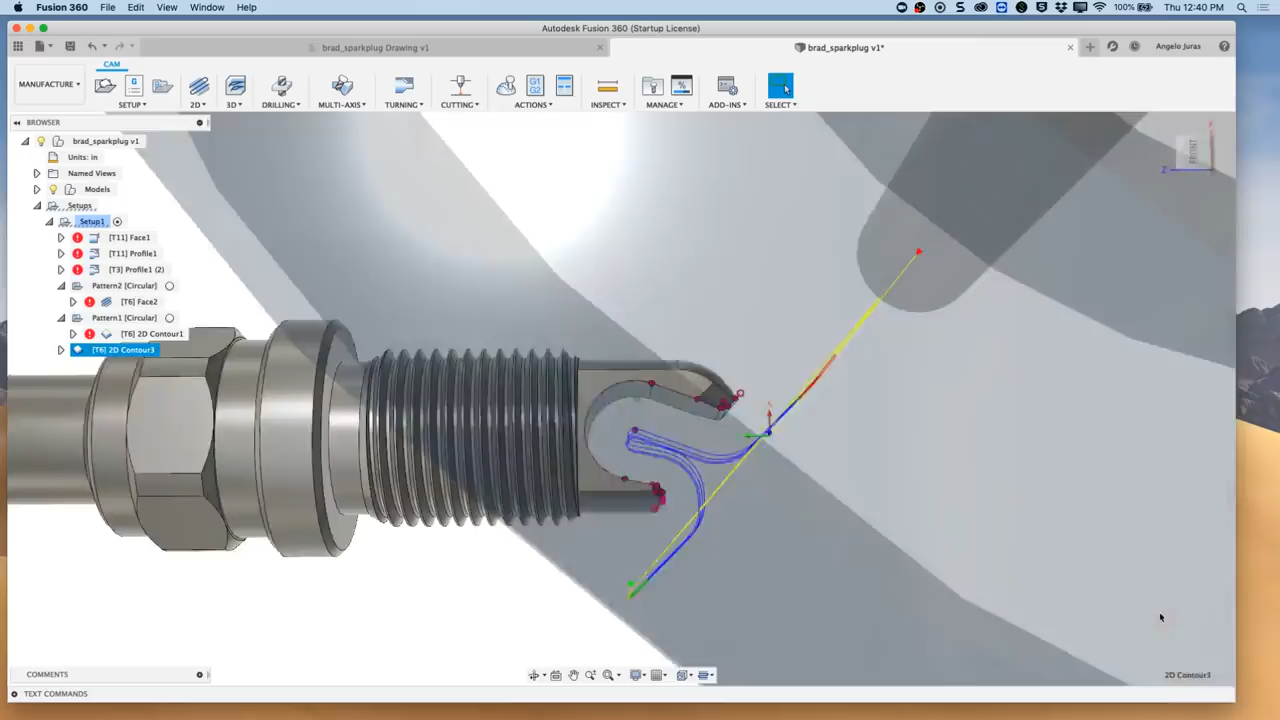 Fusion 360 File Edit View Window Help 100% Thu 12:40 PM
Autodesk Fusion 360 (Startup License)
brad_sparkplug Drawing v1 brad_sparkplug v1* Angelo Juras
CAM
MANUFACTURE
G G1 G2 %
SETUP 2D 3D DRILLING MULTI-AXIS TURNING CUTTING ACTIONS INSPECT MANAGE ADD-INS SELECT
BROWSER
brad_sparkplug v1
Units: in
Named Views
Models
Setups
Setup1
[T11] Face1
[T11] Profile1
[T3] Profile1 (2)
Pattern2 [Circular]
[T6] Face2
Pattern1 [Circular]
[T6] 2D Contour1
[T6] 2D Contour3
FRONT
Z
COMMENTS
2D Contour3
TEXT COMMANDS